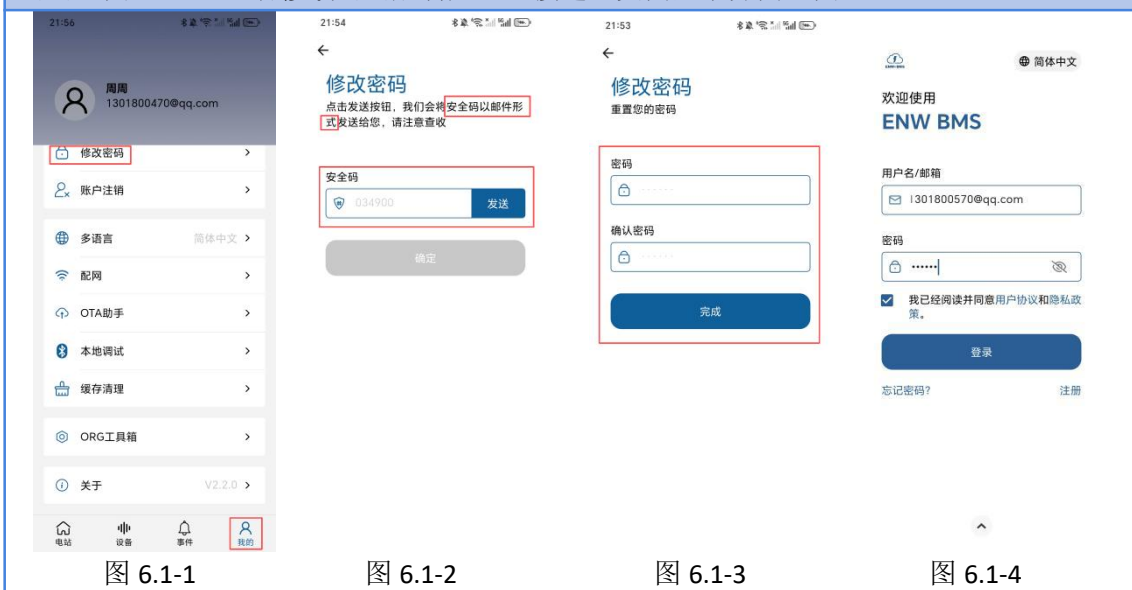 21:56
周周
1301800470@qq.com
修改密码
账户注销
多语言 简体中文
配网
OTA助手
本地调试
缓存清理
ORG工具箱
关于 V2.2.0
电站 设备 事件 我的
图 6.1-1
21:54
修改密码
点击发送按钮，我们会将安全码以邮件形
式发送给您，请注意查收
安全码
034900 发送
确定
图 6.1-2
21:53
修改密码
重置您的密码
密码
确认密码
完成
图 6.1-3
简体中文
欢迎使用
ENW BMS
用户名/邮箱
1301800570@qq.com
密码
我已经阅读并同意用户协议和隐私政
策。
登录
忘记密码? 注册
图 6.1-4